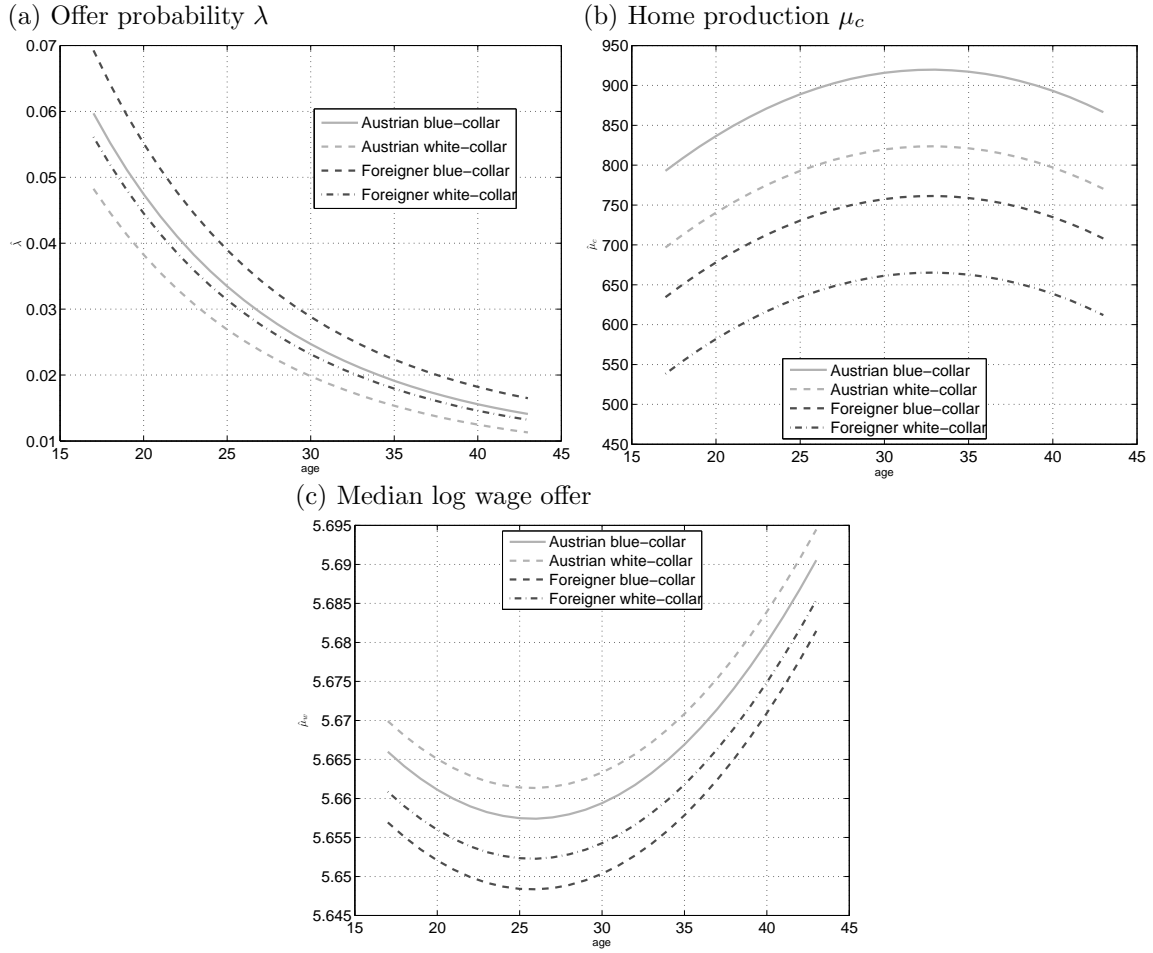 (a) Offer probability λ
0.07
0.06
0.05
0.04
0.03
0.02
0.01
λ̂
15 20 25 30 35 40 45
age
Austrian blue−collar
Austrian white−collar
Foreigner blue−collar
Foreigner white−collar
(b) Home production μc
950
900
850
800
750
700
650
600
550
500
450
μ̂c
15 20 25 30 35 40 45
age
Austrian blue−collar
Austrian white−collar
Foreigner blue−collar
Foreigner white−collar
(c) Median log wage offer
5.695
5.69
5.685
5.68
5.675
5.67
5.665
5.66
5.655
5.65
5.645
μ̂w
15 20 25 30 35 40 45
age
Austrian blue−collar
Austrian white−collar
Foreigner blue−collar
Foreigner white−collar